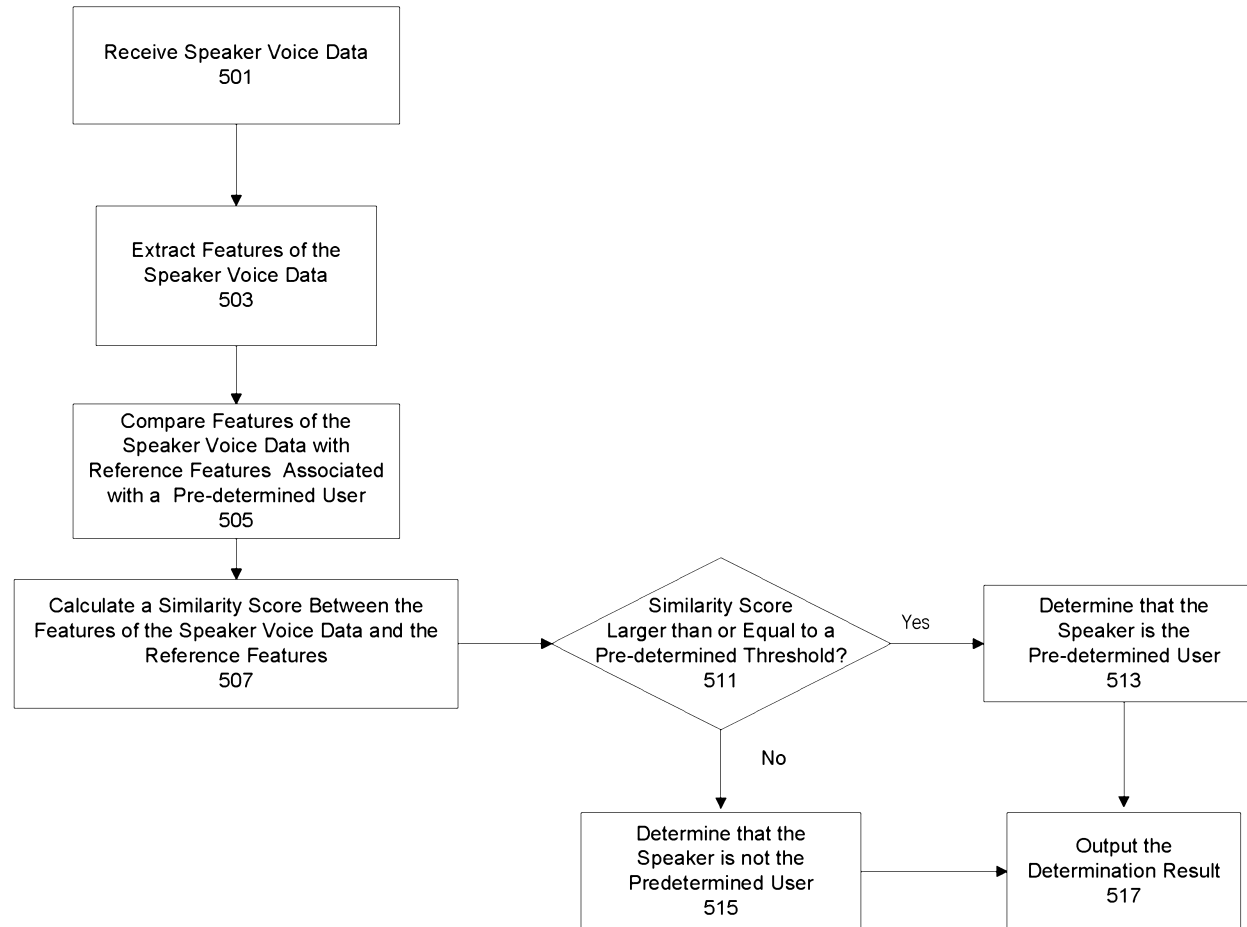 Receive Speaker Voice Data
501
Extract Features of the
Speaker Voice Data
503
Compare Features of the
Speaker Voice Data with
Reference Features Associated
with a Pre-determined User
505
Calculate a Similarity Score Between the
Features of the Speaker Voice Data and the
Reference Features
507
Similarity Score
Larger than or Equal to a
Pre-determined Threshold?
511
Yes
Determine that the
Speaker is the
Pre-determined User
513
No
Determine that the
Speaker is not the
Predetermined User
515
Output the
Determination Result
517